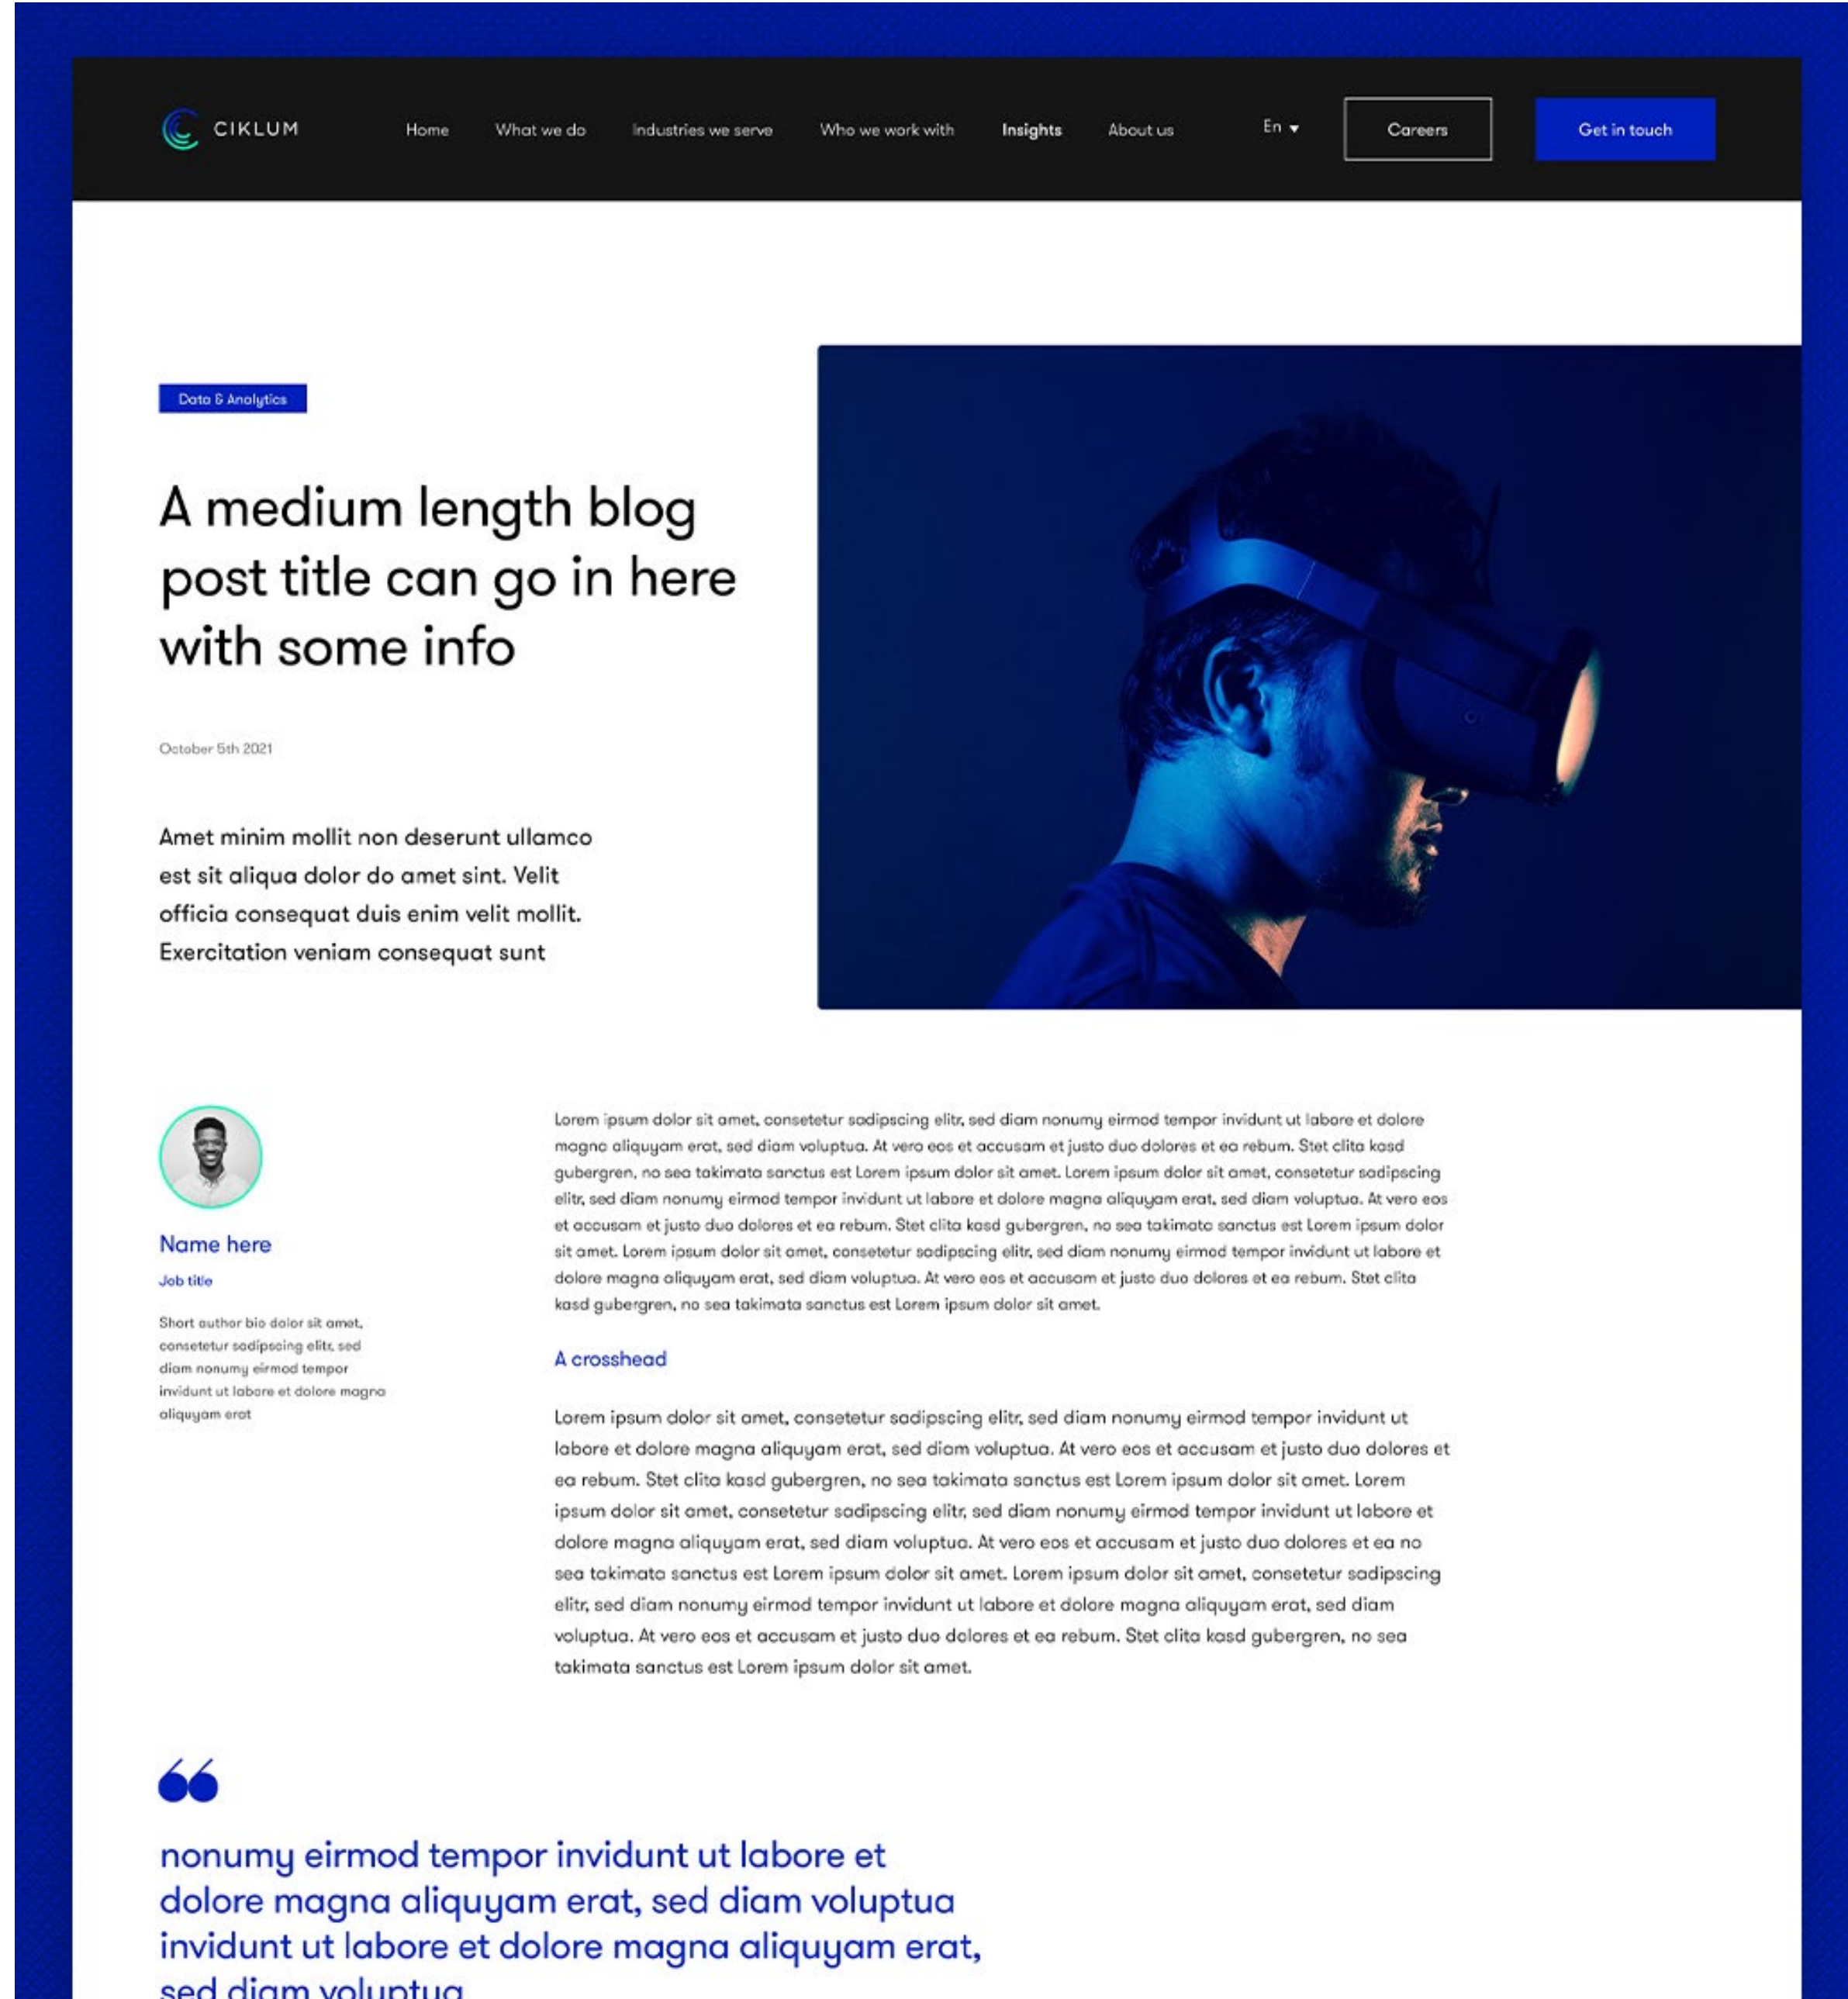 CIKLUM
Home
What we do
Industries we serve
Who we work with
Insights
About us
En
Careers
Get in touch
Data & Analytics
A medium length blog
post title can go in here
with some info
October 5th 2021
Amet minim mollit non deserunt ullamco
est sit aliqua dolor do amet sint. Velit
officia consequat duis enim velit mollit.
Exercitation veniam consequat sunt
Name here
Job title
Short author bio dolor sit amet,
consetetur sadipscing elitr, sed
diam nonumy eirmod tempor
invidunt ut labore et dolore magna
aliquyam erat
Lorem ipsum dolor sit amet, consetetur sadipscing elitr, sed diam nonumy eirmod tempor invidunt ut labore et dolore
magna aliquyam erat, sed diam voluptua. At vero eos et accusam et justo duo dolores et ea rebum. Stet clita kasd
gubergren, no sea takimata sanctus est Lorem ipsum dolor sit amet. Lorem ipsum dolor sit amet, consetetur sadipscing
elitr, sed diam nonumy eirmod tempor invidunt ut labore et dolore magna aliquyam erat, sed diam voluptua. At vero eos
et accusam et justo duo dolores et ea rebum. Stet clita kasd gubergren, no sea takimata sanctus est Lorem ipsum dolor
sit amet. Lorem ipsum dolor sit amet, consetetur sadipscing elitr, sed diam nonumy eirmod tempor invidunt ut labore et
dolore magna aliquyam erat, sed diam voluptua. At vero eos et accusam et justo duo dolores et ea rebum. Stet clita
kasd gubergren, no sea takimata sanctus est Lorem ipsum dolor sit amet.
A crosshead
Lorem ipsum dolor sit amet, consetetur sadipscing elitr, sed diam nonumy eirmod tempor invidunt ut
labore et dolore magna aliquyam erat, sed diam voluptua. At vero eos et accusam et justo duo dolores et
ea rebum. Stet clita kasd gubergren, no sea takimata sanctus est Lorem ipsum dolor sit amet. Lorem
ipsum dolor sit amet, consetetur sadipscing elitr, sed diam nonumy eirmod tempor invidunt ut labore et
dolore magna aliquyam erat, sed diam voluptua. At vero eos et accusam et justo duo dolores et ea no
sea takimata sanctus est Lorem ipsum dolor sit amet. Lorem ipsum dolor sit amet, consetetur sadipscing
elitr, sed diam nonumy eirmod tempor invidunt ut labore et dolore magna aliquyam erat, sed diam
voluptua. At vero eos et accusam et justo duo dolores et ea rebum. Stet clita kasd gubergren, no sea
takimata sanctus est Lorem ipsum dolor sit amet.
“
nonumy eirmod tempor invidunt ut labore et
dolore magna aliquyam erat, sed diam voluptua
invidunt ut labore et dolore magna aliquyam erat,
sed diam voluptua